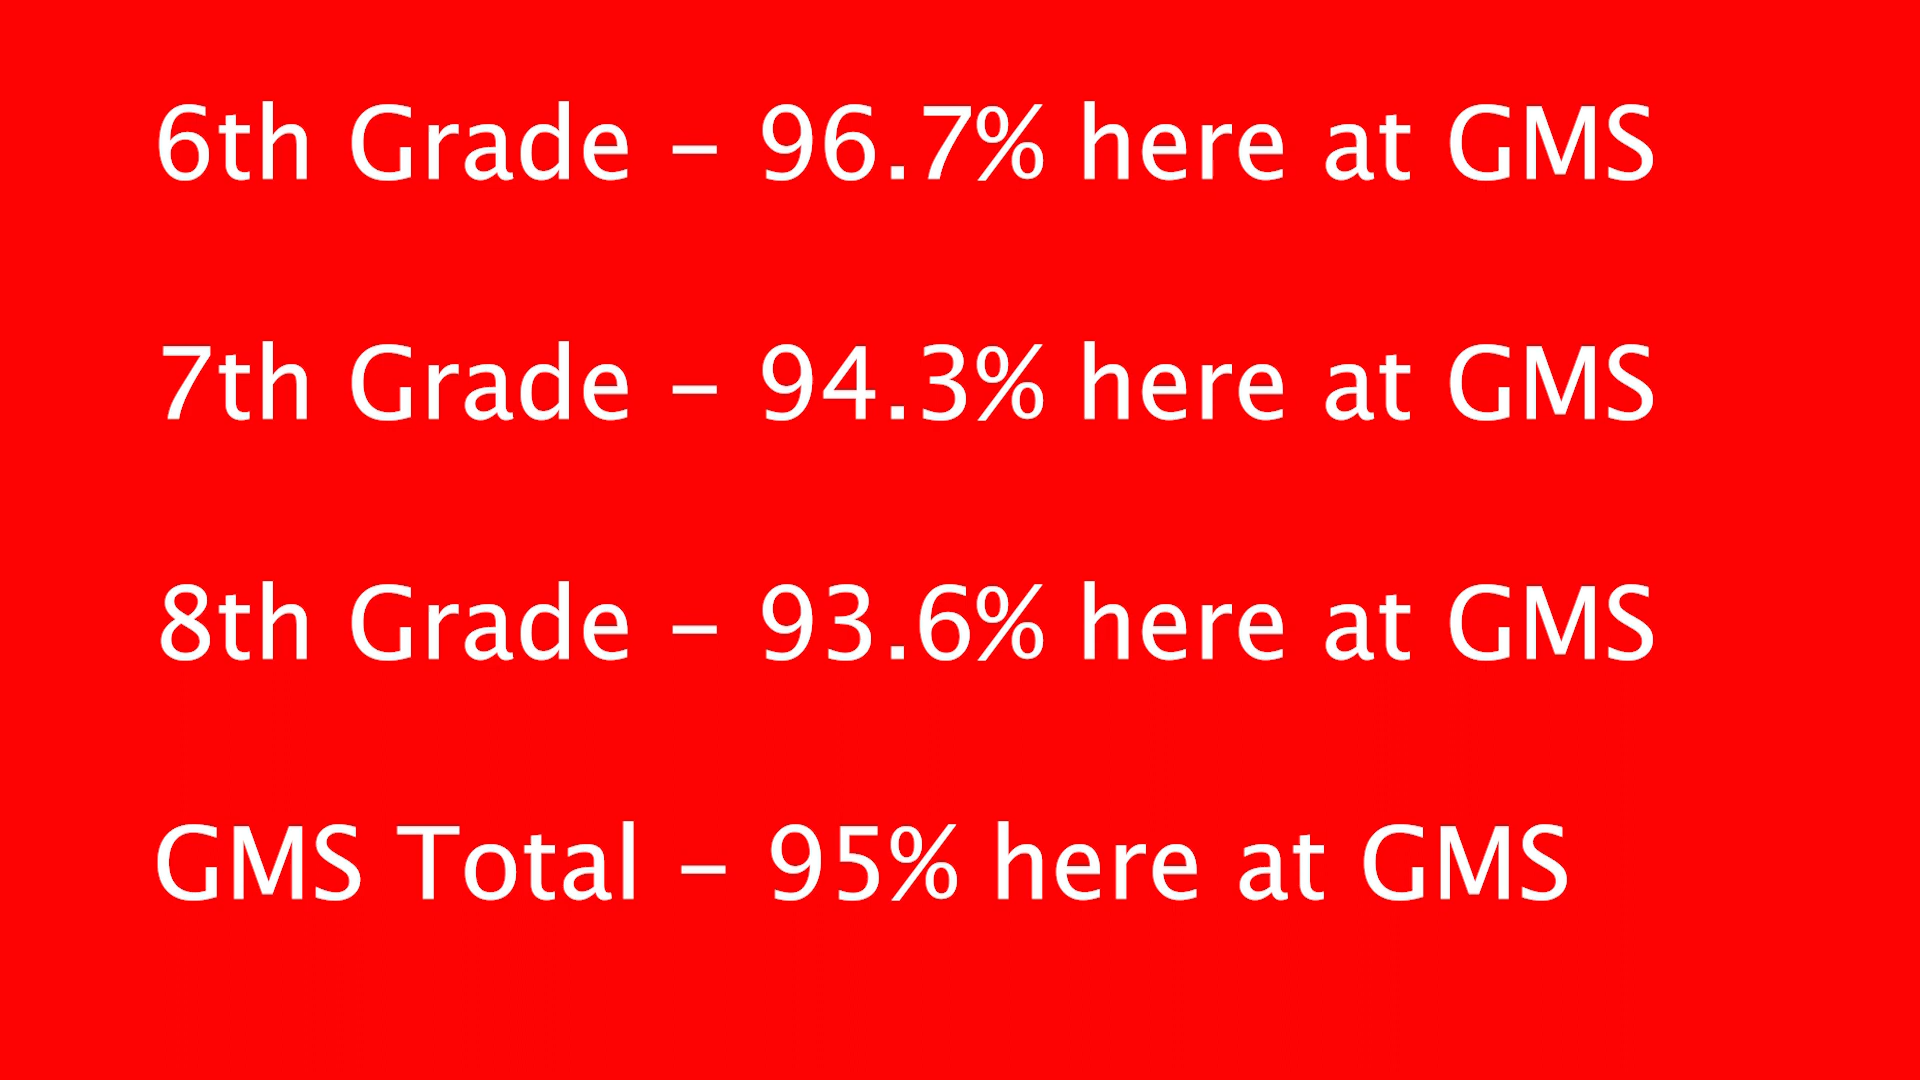 6th Grade - 96.7% here at GMS
7th Grade - 94.3% here at GMS
8th Grade - 93.6% here at GMS
GMS Total - 95% here at GMS